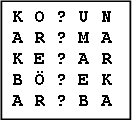 K O ? U N
A R ? M A
K E ? A R
B Ö ? E K
A R ? B A